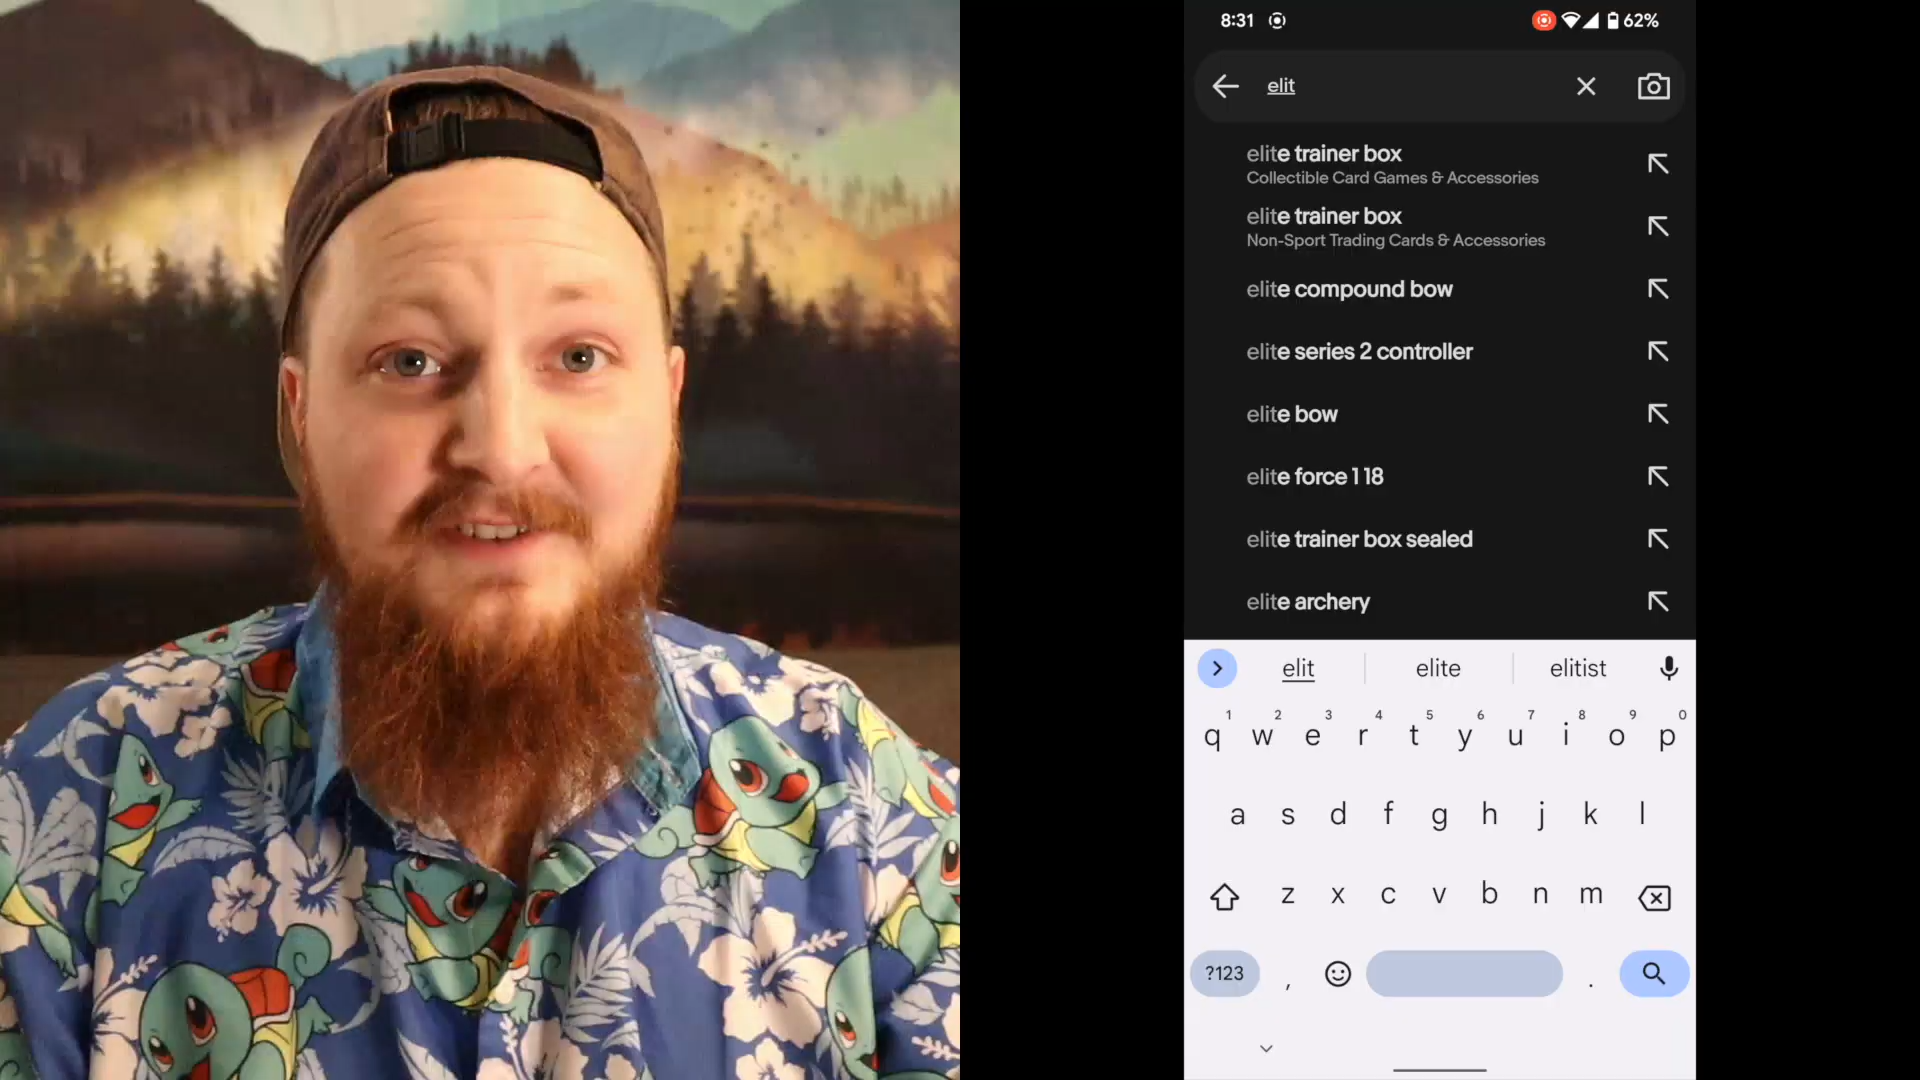 8:31
62%
elit
elite trainer box
Collectible Card Games & Accessories
elite trainer box
Non-Sport Trading Cards & Accessories
elite compound bow
elite series 2 controller
elite bow
elite force 1 18
elite trainer box sealed
elite archery
elit elite elitist
1 2 3 4 5 6 7 8 9 0
q w e r t y u i o p
a s d f g h j k l
z x c v b n m
?123 , .